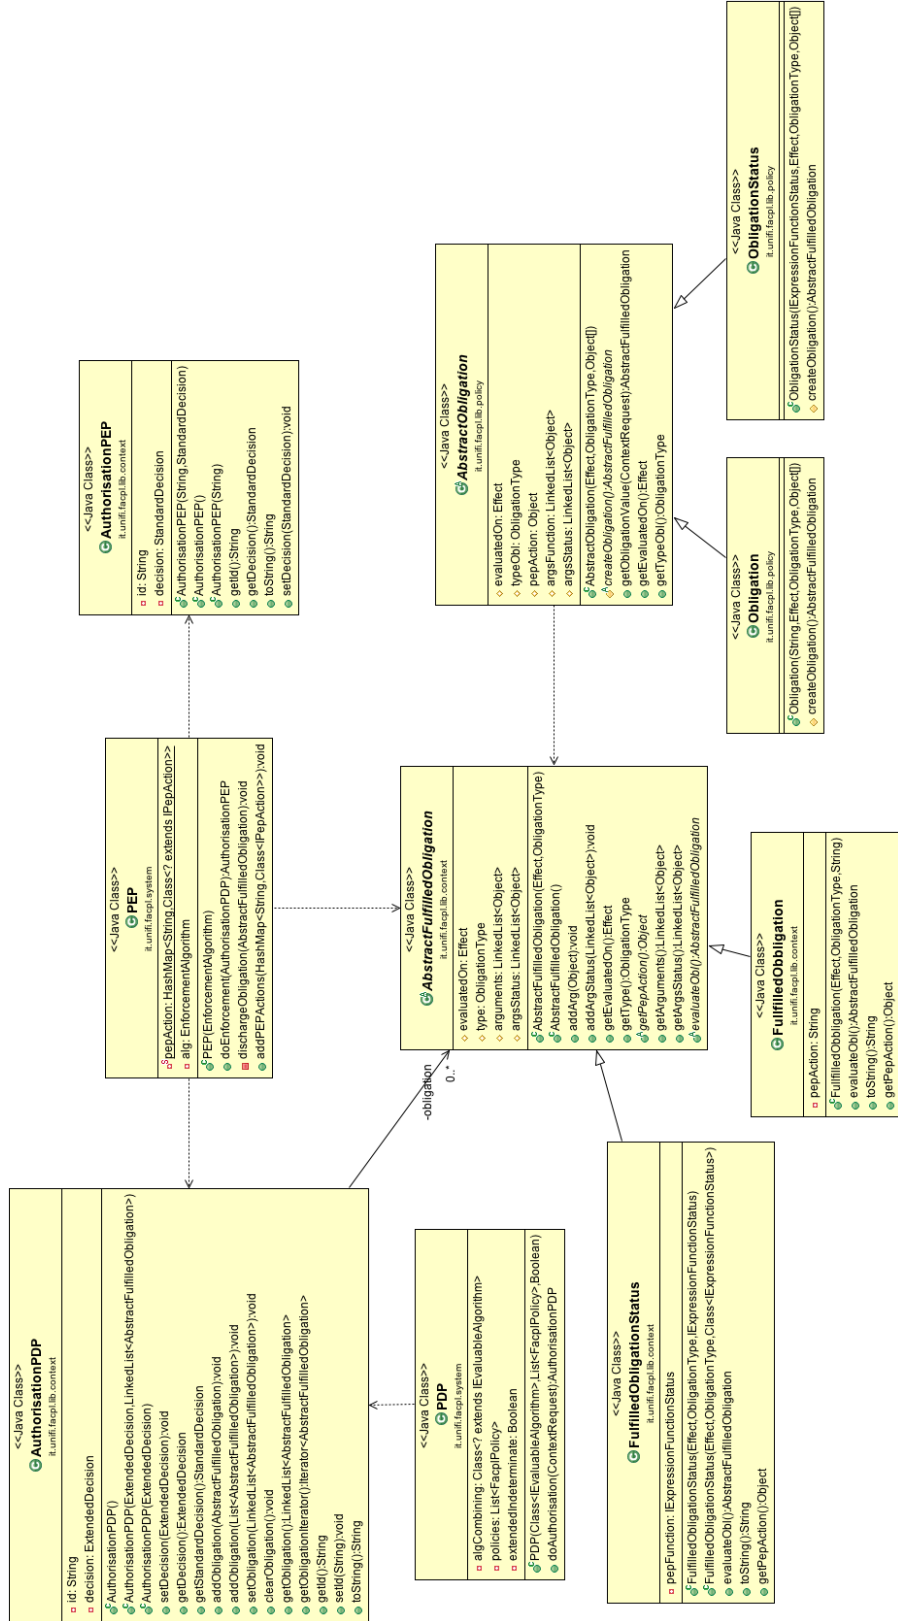 <<Java Class>>
AuthorisationPDP
it.unifi.facpl.lib.context
id: String
decision: ExtendedDecision
AuthorisationPDP()
AuthorisationPDP(ExtendedDecision,LinkedList<AbstractFulfilledObligation>)
AuthorisationPDP(ExtendedDecision)
setDecision(ExtendedDecision):void
getDecision():ExtendedDecision
getStandardDecision():StandardDecision
addObligation(AbstractFulfilledObligation):void
addObligation(List<AbstractFulfilledObligation>):void
setObligation(LinkedList<AbstractFulfilledObligation>):void
clearObligation():void
getObligation():LinkedList<AbstractFulfilledObligation>
getObligationIterator():Iterator<AbstractFulfilledObligation>
getId():String
setId(String):void
toString():String
<<Java Class>>
PEP
it.unifi.facpl.system
pepAction: HashMap<String,Class<? extends IPepAction>>
alg: EnforcementAlgorithm
PEP(EnforcementAlgorithm)
doEnforcement(AuthorisationPDP):AuthorisationPEP
dischargeObligation(AbstractFulfilledObligation):void
addPEPActions(HashMap<String,Class<IPepAction>>):void
<<Java Class>>
AuthorisationPEP
it.unifi.facpl.lib.context
id: String
decision: StandardDecision
AuthorisationPEP(String,StandardDecision)
AuthorisationPEP()
AuthorisationPEP(String)
getId():String
getDecision():StandardDecision
toString():String
setDecision(StandardDecision):void
-obligation
0..*
<<Java Class>>
PDP
it.unifi.facpl.system
algCombining: Class<? extends IEvaluableAlgorithm>
policies: List<FacplPolicy>
extendedIndeterminate: Boolean
PDP(Class<IEvaluableAlgorithm>,List<FacplPolicy>,Boolean)
doAuthorisation(ContextRequest):AuthorisationPDP
<<Java Class>>
AbstractFulfilledObligation
it.unifi.facpl.lib.context
evaluatedOn: Effect
type: ObligationType
arguments: LinkedList<Object>
argsStatus: LinkedList<Object>
AbstractFulfilledObligation(Effect,ObligationType)
AbstractFulfilledObligation()
addArg(Object):void
addArgStatus(LinkedList<Object>):void
getEvaluatedOn():Effect
getType():ObligationType
getPepAction():Object
getArguments():LinkedList<Object>
getArgsStatus():LinkedList<Object>
evaluateObl():AbstractFulfilledObligation
<<Java Class>>
AbstractObligation
it.unifi.facpl.lib.policy
evaluatedOn: Effect
typeObl: ObligationType
pepAction: Object
argsFunction: LinkedList<Object>
argsStatus: LinkedList<Object>
AbstractObligation(Effect,ObligationType,Object[])
createObligation():AbstractFulfilledObligation
getObligationValue(ContextRequest):AbstractFulfilledObligation
getEvaluatedOn():Effect
getTypeObl():ObligationType
<<Java Class>>
FulfilledObligationStatus
it.unifi.facpl.lib.context
pepFunction: IExpressionFunctionStatus
FulfilledObligationStatus(Effect,ObligationType,IExpressionFunctionStatus)
FulfilledObligationStatus(Effect,ObligationType,Class<IExpressionFunctionStatus>)
evaluateObl():AbstractFulfilledObligation
toString():String
getPepAction():Object
<<Java Class>>
FullfilledObbligation
it.unifi.facpl.lib.context
pepAction: String
FullfilledObbligation(Effect,ObligationType,String)
evaluateObl():AbstractFulfilledObligation
toString():String
getPepAction():Object
<<Java Class>>
Obligation
it.unifi.facpl.lib.policy
Obligation(String,Effect,ObligationType,Object[])
createObligation():AbstractFulfilledObligation
<<Java Class>>
ObligationStatus
it.unifi.facpl.lib.policy
ObligationStatus(IExpressionFunctionStatus,Effect,ObligationType,Object[])
createObligation():AbstractFulfilledObligation